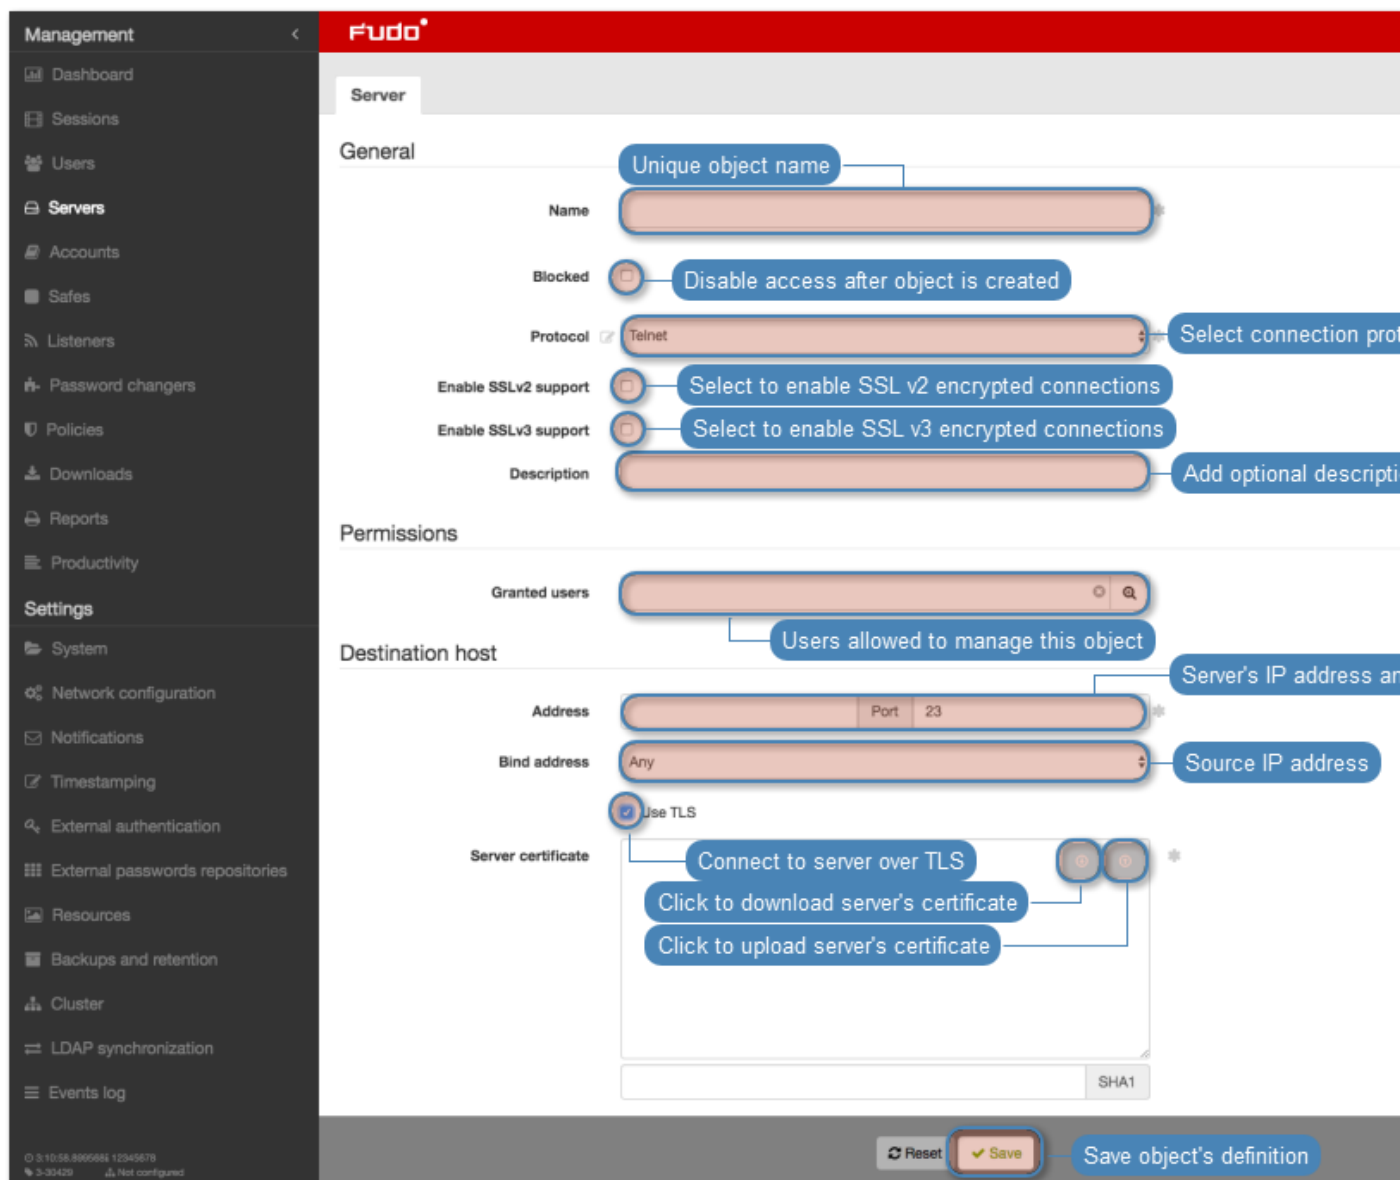 Management
Fudo
Dashboard
Server
Sessions
General
Users
Unique object name
Servers
Name
Accounts
Blocked
Disable access after object is created
Safes
Listeners
Protocol
Telnet
Select connection prot
Password changers
Enable SSLv2 support
Select to enable SSL v2 encrypted connections
Policies
Enable SSLv3 support
Select to enable SSL v3 encrypted connections
Downloads
Description
Add optional descripti
Reports
Permissions
Productivity
Granted users
Settings
Users allowed to manage this object
System
Destination host
Network configuration
Server's IP address an
Address
Port 23
Notifications
Bind address
Any
Source IP address
Timestamping
Use TLS
External authentication
Server certificate
Connect to server over TLS
External passwords repositories
Click to download server's certificate
Resources
Click to upload server's certificate
Backups and retention
Cluster
LDAP synchronization
SHA1
Events log
Reset
Save
Save object's definition
12345678
3-30429
Not configured